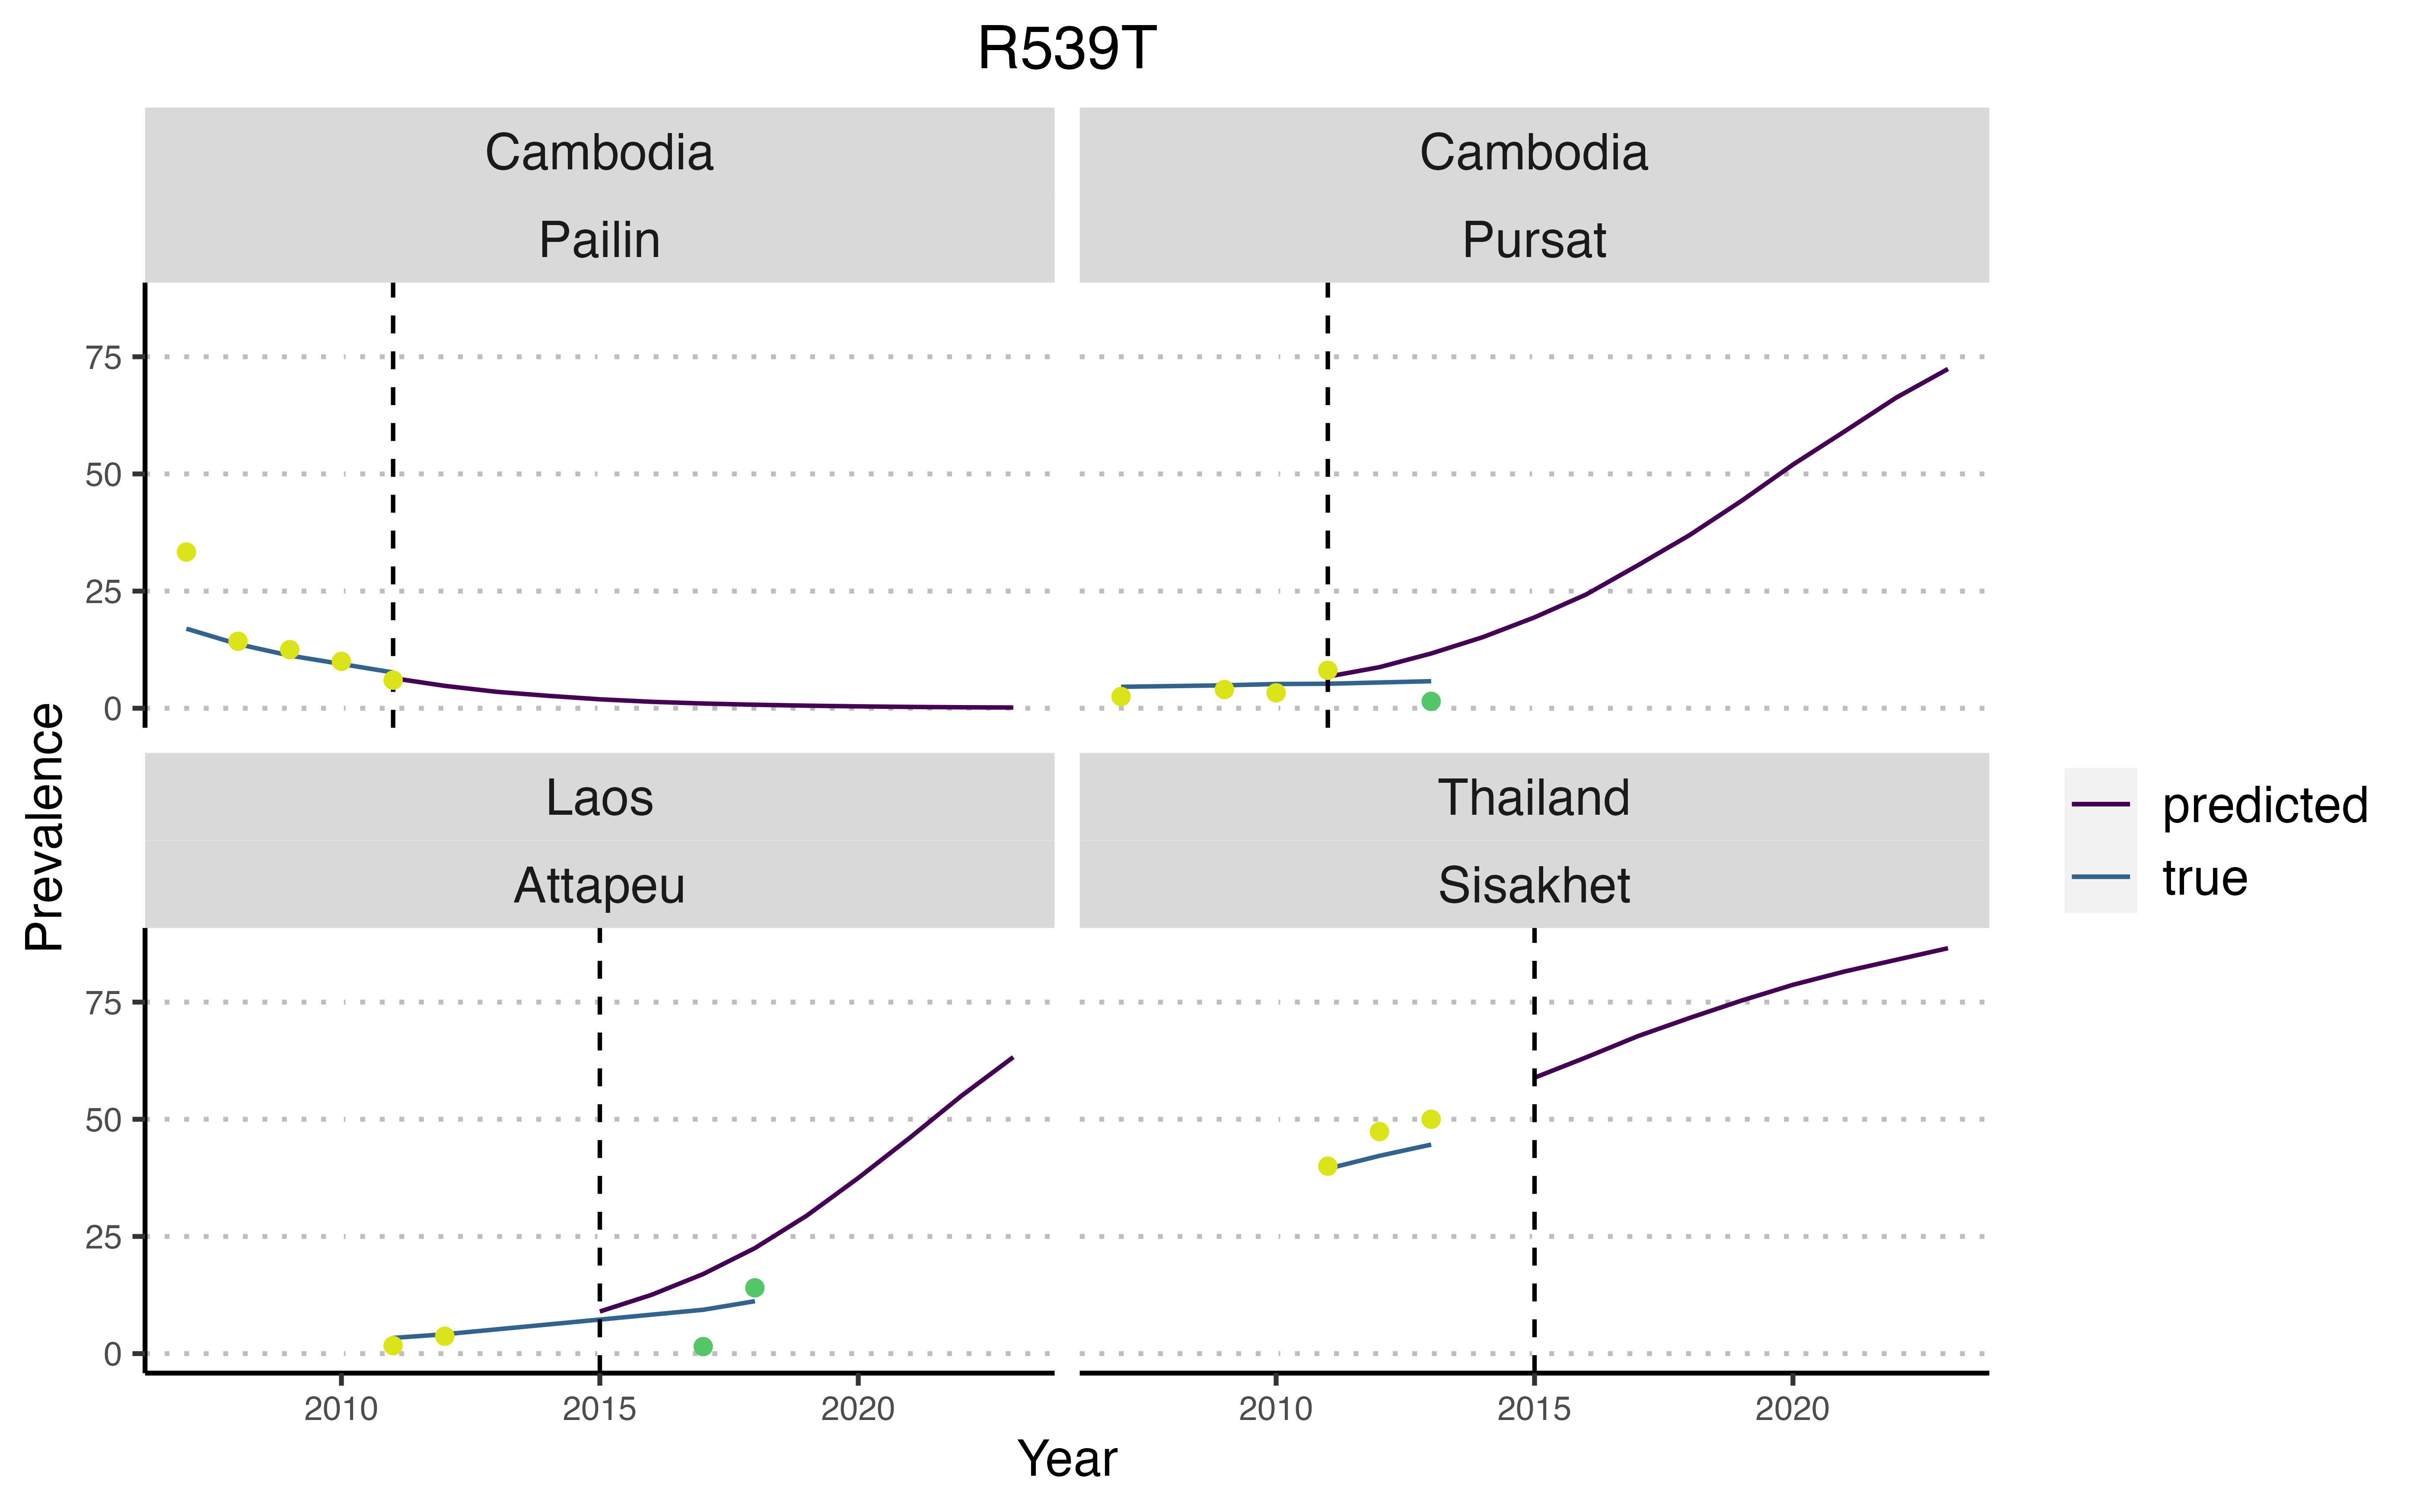 R539T
Cambodia
Pailin
Cambodia
Pursat
75
50
25
0
Laos
Attapeu
Thailand
Sisakhet
75
50
25
0
2010 2015 2020
2010 2015 2020
Prevalence
Year
predicted
true